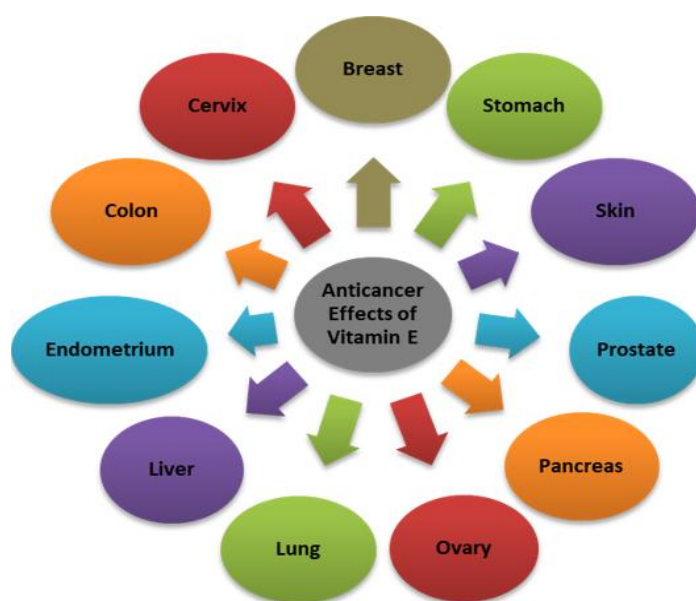 Breast
Stomach
Skin
Prostate
Pancreas
Ovary
Lung
Liver
Endometrium
Colon
Cervix
Anticancer
Effects of
Vitamin E